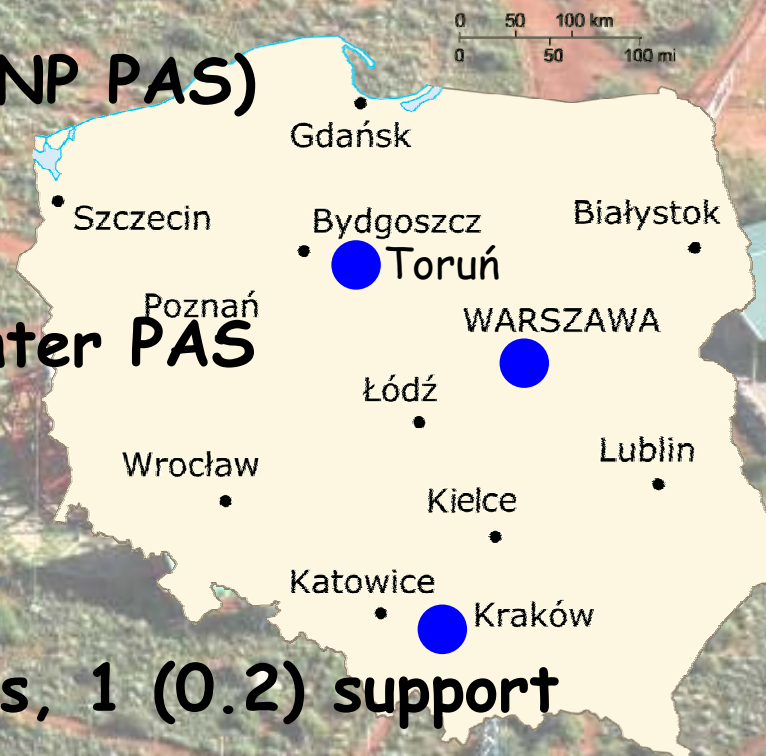 0 50 100 km
0 50 100 mi
NP PAS)
Gdańsk
Szczecin
Bydgoszcz
Białystok
Toruń
Poznań
WARSZAWA
nter PAS
Łódź
Wrocław
Lublin
Kielce
Katowice
Kraków
s, 1 (0.2) support